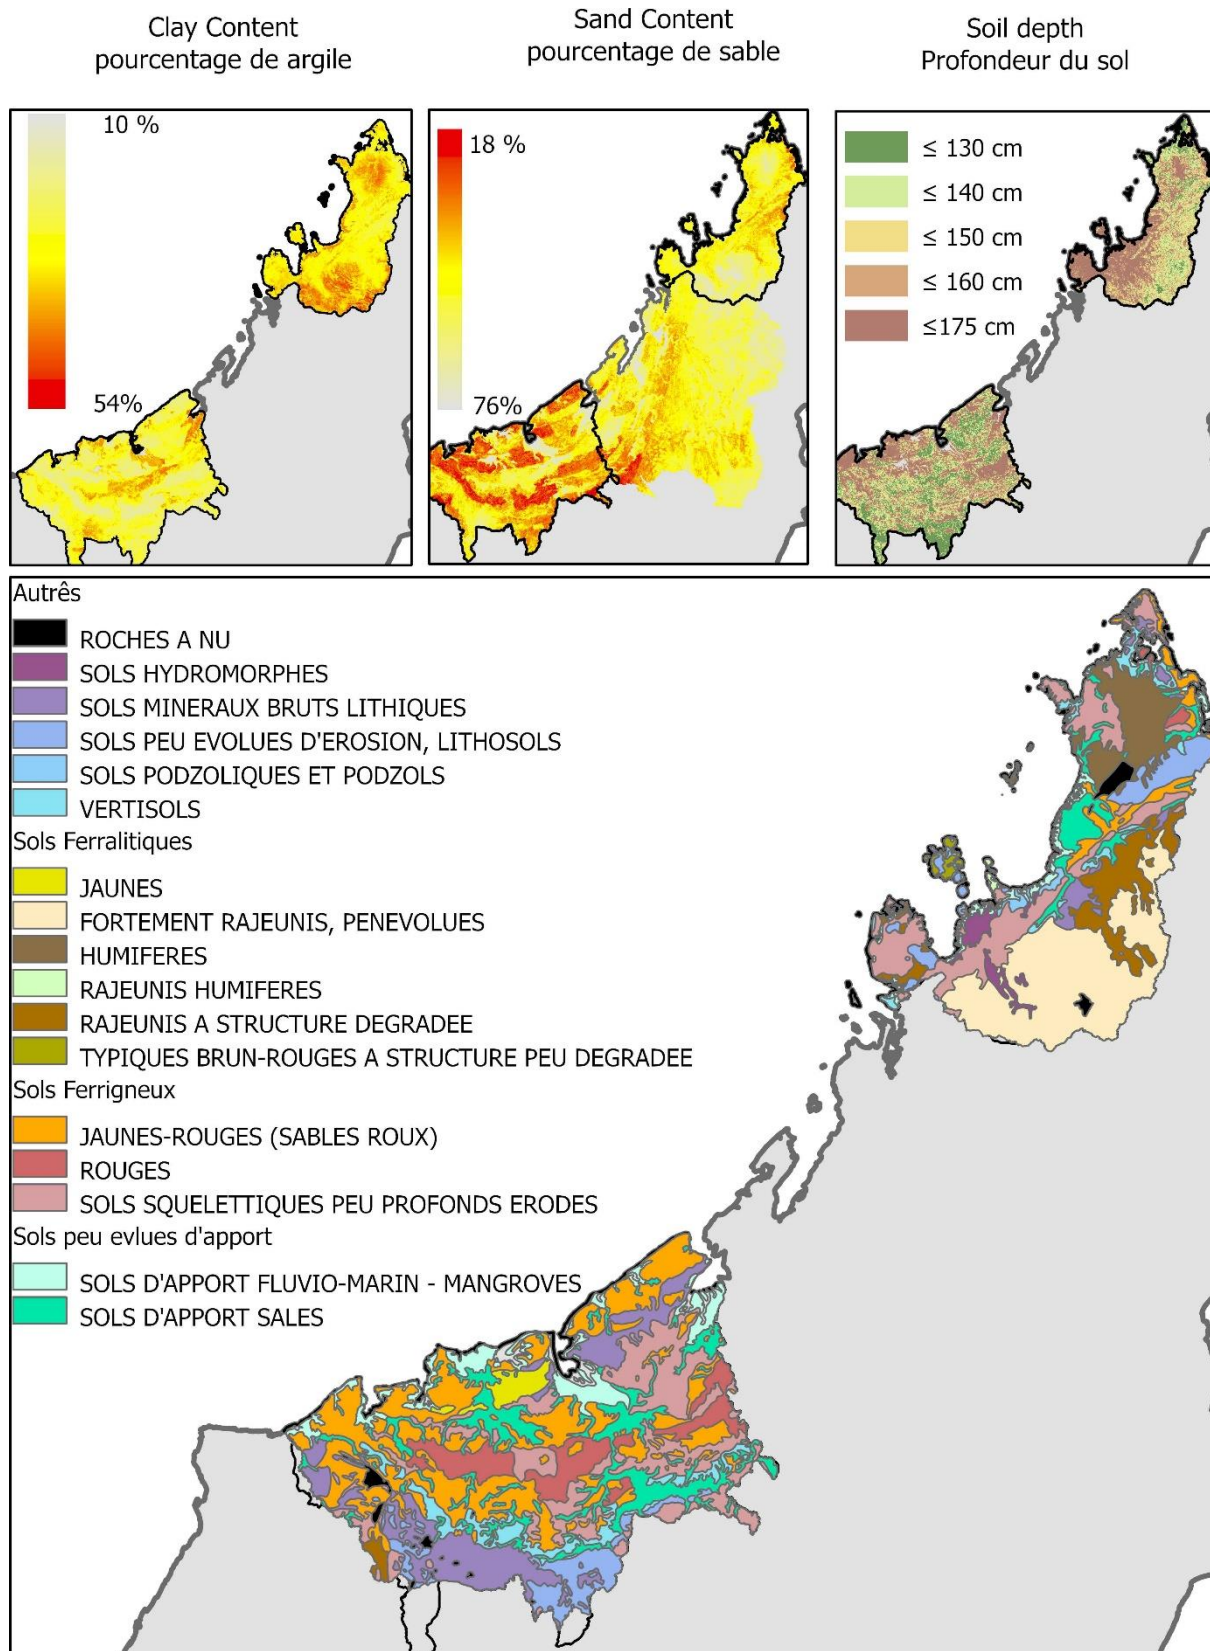 Clay Content
pourcentage de argile
Sand Content
pourcentage de sable
Soil depth
Profondeur du sol
10 %
54%
18 %
76%
≤ 130 cm
≤ 140 cm
≤ 150 cm
≤ 160 cm
≤175 cm
Autrês
ROCHES A NU
SOLS HYDROMORPHES
SOLS MINERAUX BRUTS LITHIQUES
SOLS PEU EVOLUES D'EROSION, LITHOSOLS
SOLS PODZOLIQUES ET PODZOLS
VERTISOLS
Sols Ferralitiques
JAUNES
FORTEMENT RAJEUNIS, PENEVOLUES
HUMIFERES
RAJEUNIS HUMIFERES
RAJEUNIS A STRUCTURE DEGRADEE
TYPIQUES BRUN-ROUGES A STRUCTURE PEU DEGRADEE
Sols Ferrigneux
JAUNES-ROUGES (SABLES ROUX)
ROUGES
SOLS SQUELETTIQUES PEU PROFONDS ERODES
Sols peu evlues d'apport
SOLS D'APPORT FLUVIO-MARIN - MANGROVES
SOLS D'APPORT SALES